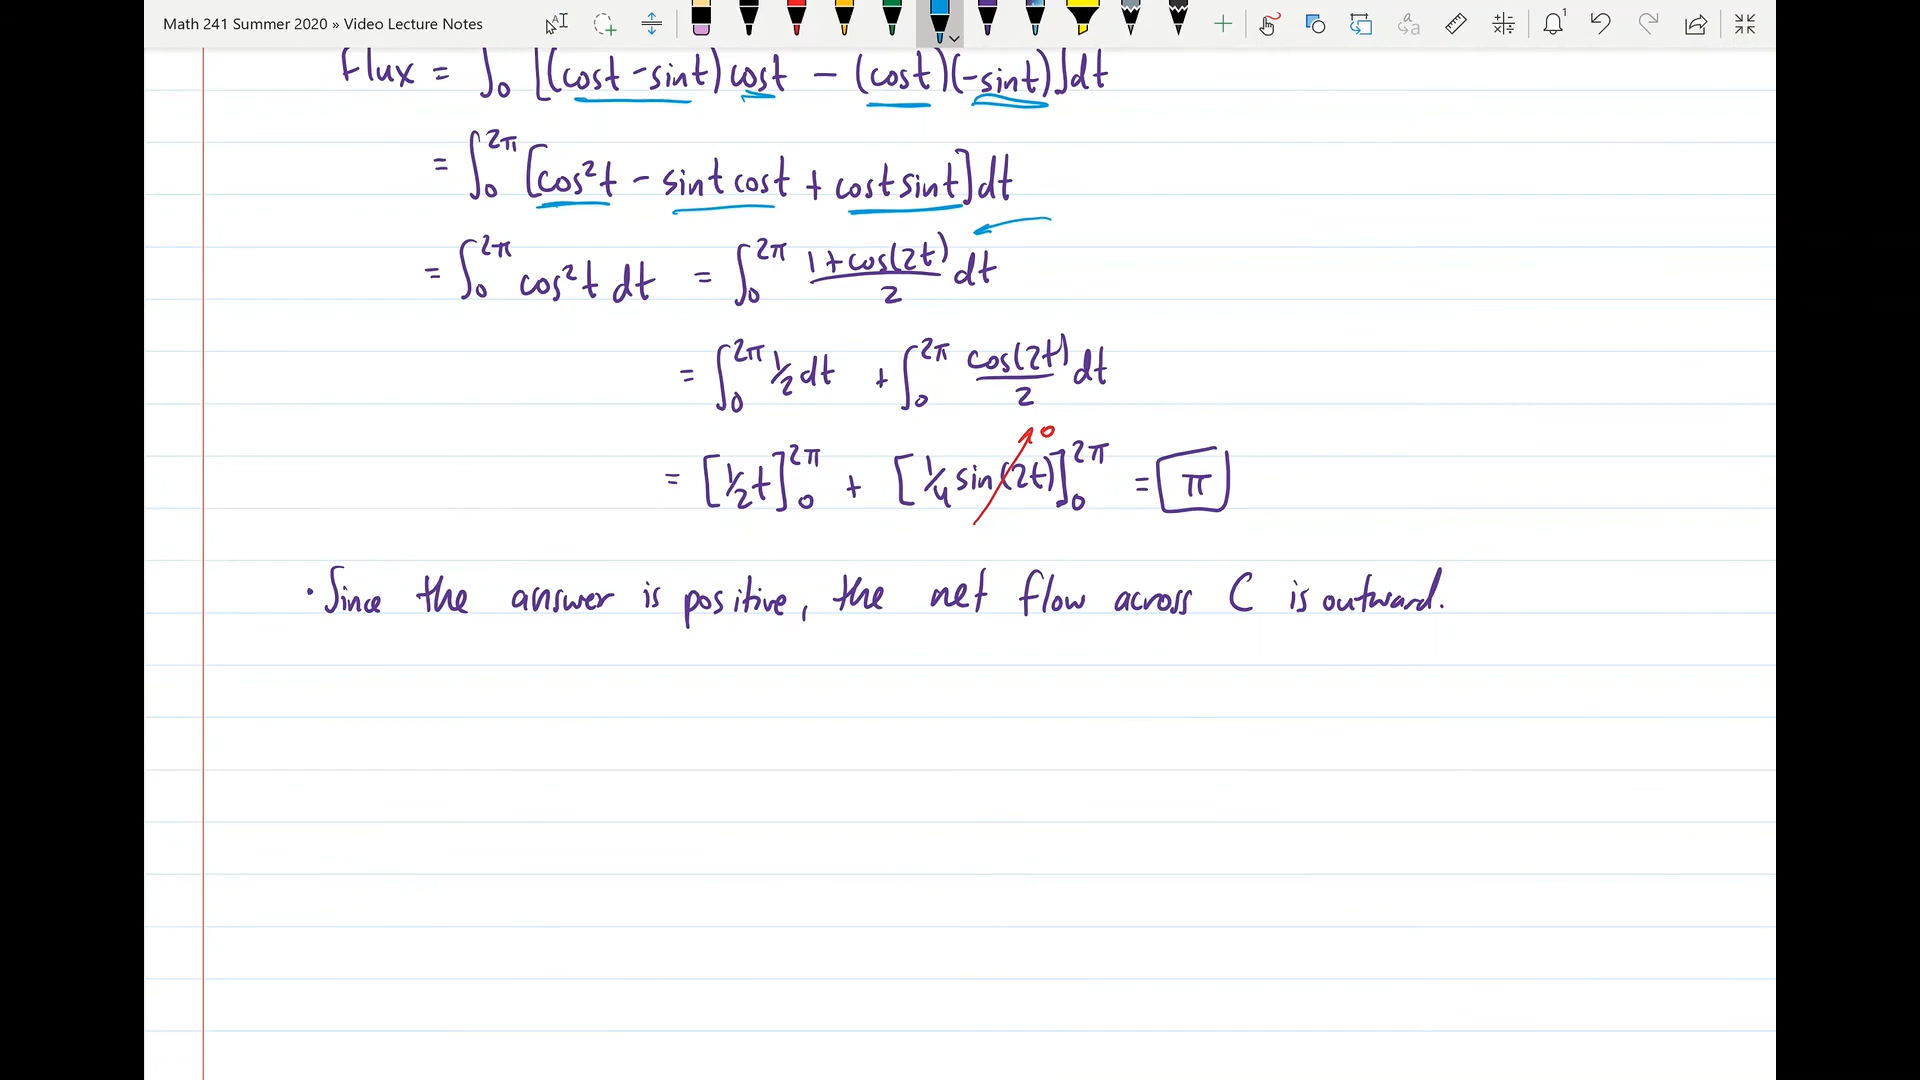 Math 241 Summer 2020 » Video Lecture Notes
Flux = ∫₀ [(cost - sint) cost - (cost)(-sint)] dt
= ∫₀^2π [cos²t - sint cost + cost sint] dt
= ∫₀^2π cos²t dt = ∫₀^2π (1 + cos(2t))/2 dt
= ∫₀^2π 1/2 dt + ∫₀^2π cos(2t)/2 dt
= [1/2 t]₀^2π + [1/4 sin(2t)]₀^2π 0 = π
· Since the answer is positive, the net flow across C is outward.